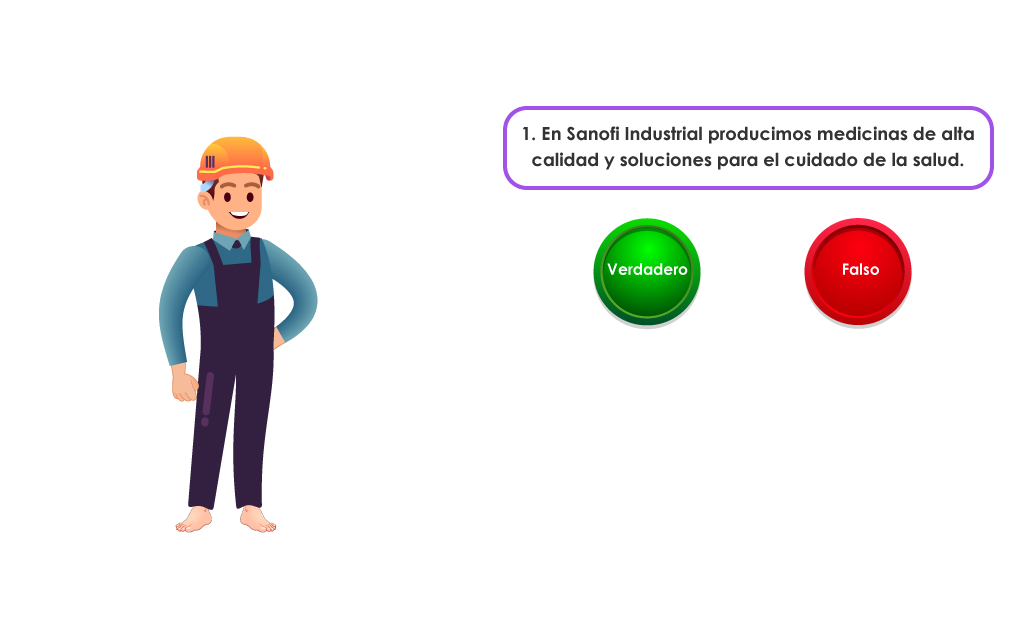 1. En Sanofi Industrial producimos medicinas de alta
calidad y soluciones para el cuidado de la salud.
Verdadero
Falso